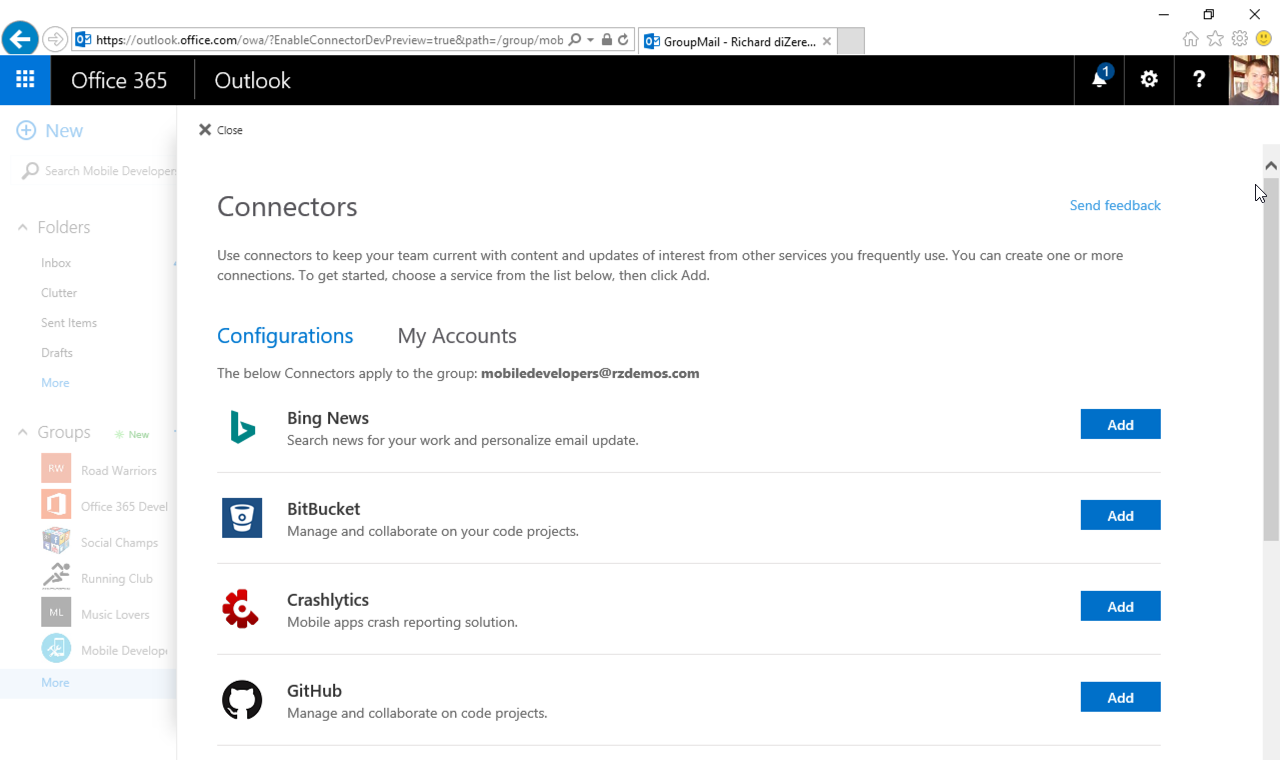 https://outlook.office.com/owa/?EnableConnectorDevPreview=true&path=/group/mob
GroupMail - Richard diZere...
Office 365
Outlook
1
?
New
Close
Search Mobile Developer
Connectors
Send feedback
Folders
Use connectors to keep your team current with content and updates of interest from other services you frequently use. You can create one or more
connections. To get started, choose a service from the list below, then click Add.
Inbox
Clutter
Sent Items
Drafts
More
Configurations
My Accounts
The below Connectors apply to the group: mobiledevelopers@rzdemos.com
Groups
New
Bing News
Search news for your work and personalize email update.
Add
RW
Road Warriors
Office 365 Devel
Social Champs
Running Club
ML
Music Lovers
Mobile Develope
More
BitBucket
Manage and collaborate on your code projects.
Add
Crashlytics
Mobile apps crash reporting solution.
Add
GitHub
Manage and collaborate on code projects.
Add